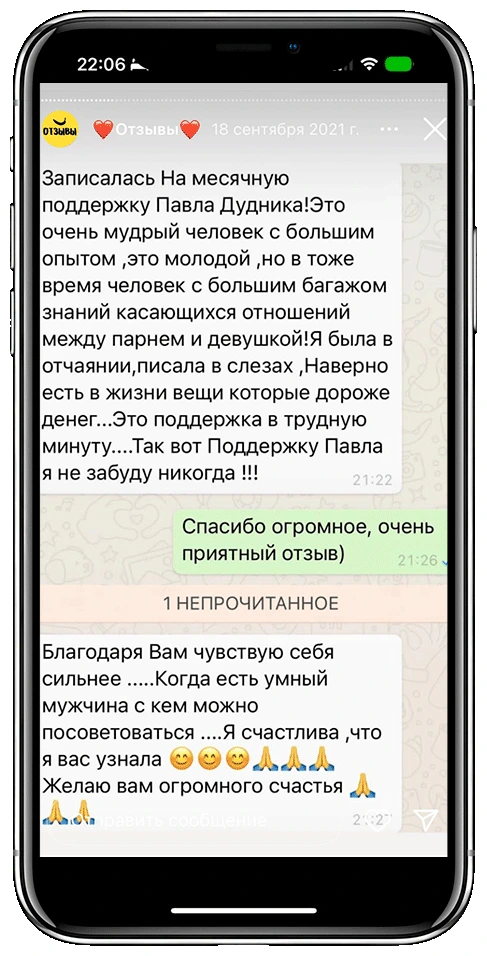 22:06
ОТЗЫВЫ
❤️Отзывы❤️ 18 сентября 2021 г.
Записалась На месячную
поддержку Павла Дудника!Это
очень мудрый человек с большим
опытом ,это молодой ,но в тоже
время человек с большим багажом
знаний касающихся отношений
между парнем и девушкой!Я была в
отчаянии,писала в слезах ,Наверно
есть в жизни вещи которые дороже
денег...Это поддержка в трудную
минуту....Так вот Поддержку Павла
я не забуду никогда !!!
21:22
Спасибо огромное, очень
приятный отзыв)
21:26
1 НЕПРОЧИТАННОЕ
Благодаря Вам чувствую себя
сильнее .....Когда есть умный
мужчина с кем можно
посоветоваться ....Я счастлива ,что
я вас узнала 😊😊😊🙏🙏🙏
Желаю вам огромного счастья 🙏
🙏🙏
Отправить сообщение
21:27